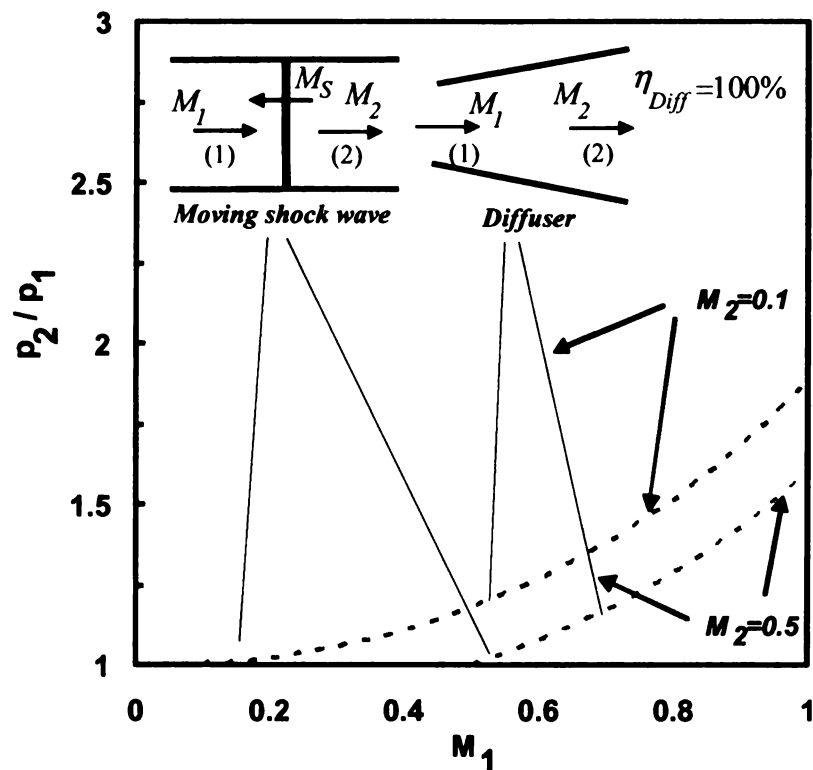 3
2.5
2
1.5
1
p2 / p1
M1
MS
M2
(1)
(2)
Moving shock wave
M1
M2
ηDiff =100%
(1)
(2)
Diffuser
M 2=0.1
M 2=0.5
0
0.2
0.4
0.6
0.8
1
M1